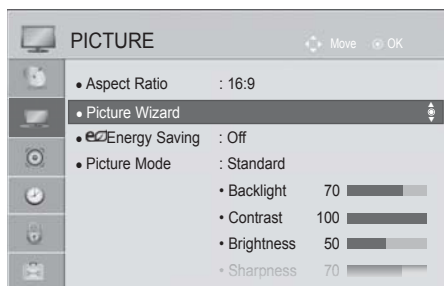 PICTURE Move OK
• Aspect Ratio : 16:9
• Picture Wizard
• eco Energy Saving : Off
• Picture Mode : Standard
• Backlight 70
• Contrast 100
• Brightness 50
• Sharpness 70